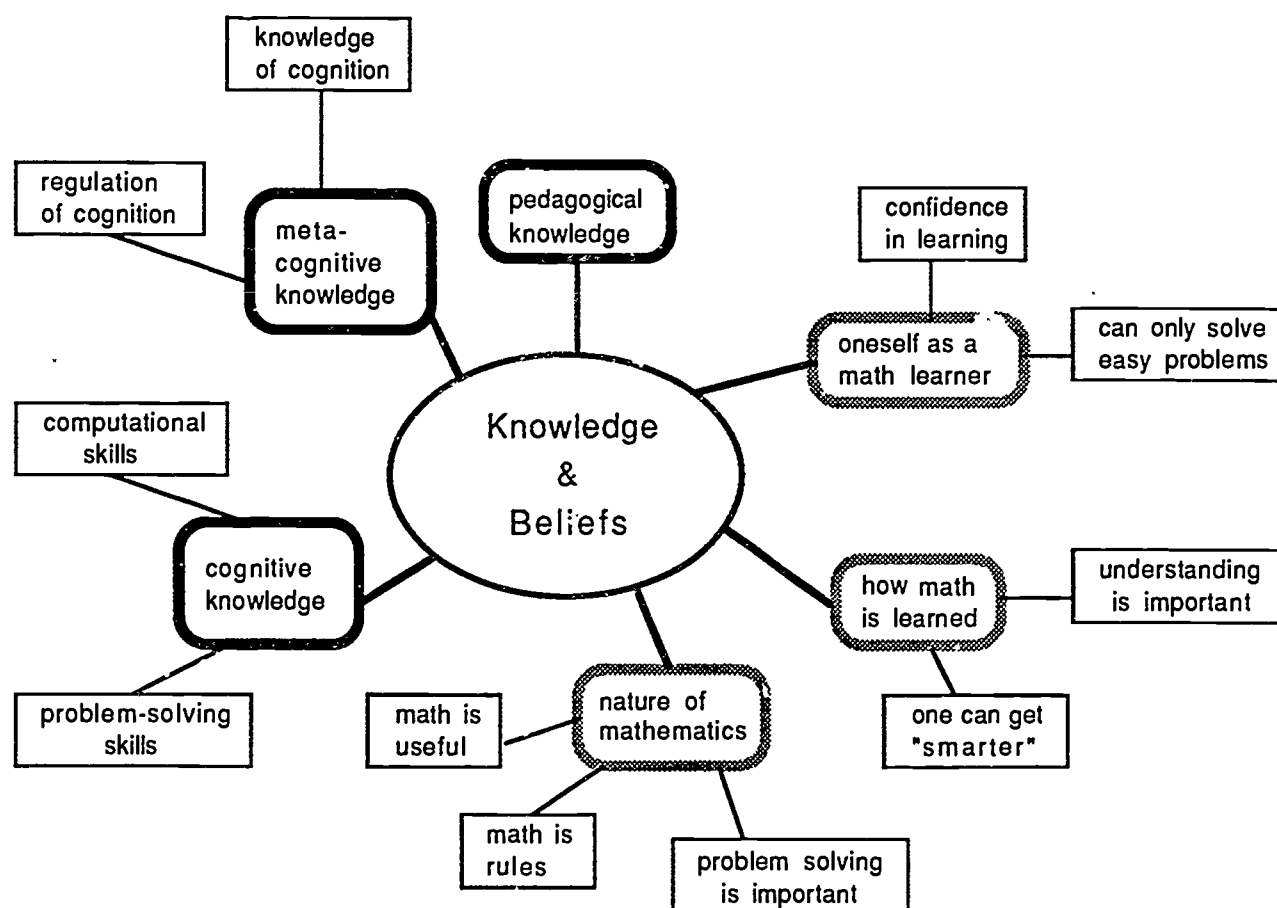 knowledge
of cognition
regulation
of cognition
meta-
cognitive
knowledge
pedagogical
knowledge
confidence
in learning
oneself as a
math learner
can only solve
easy problems
Knowledge
&
Beliefs
computational
skills
cognitive
knowledge
problem-solving
skills
how math
is learned
understanding
is important
one can get
"smarter"
nature of
mathematics
math is
useful
math is
rules
problem solving
is important